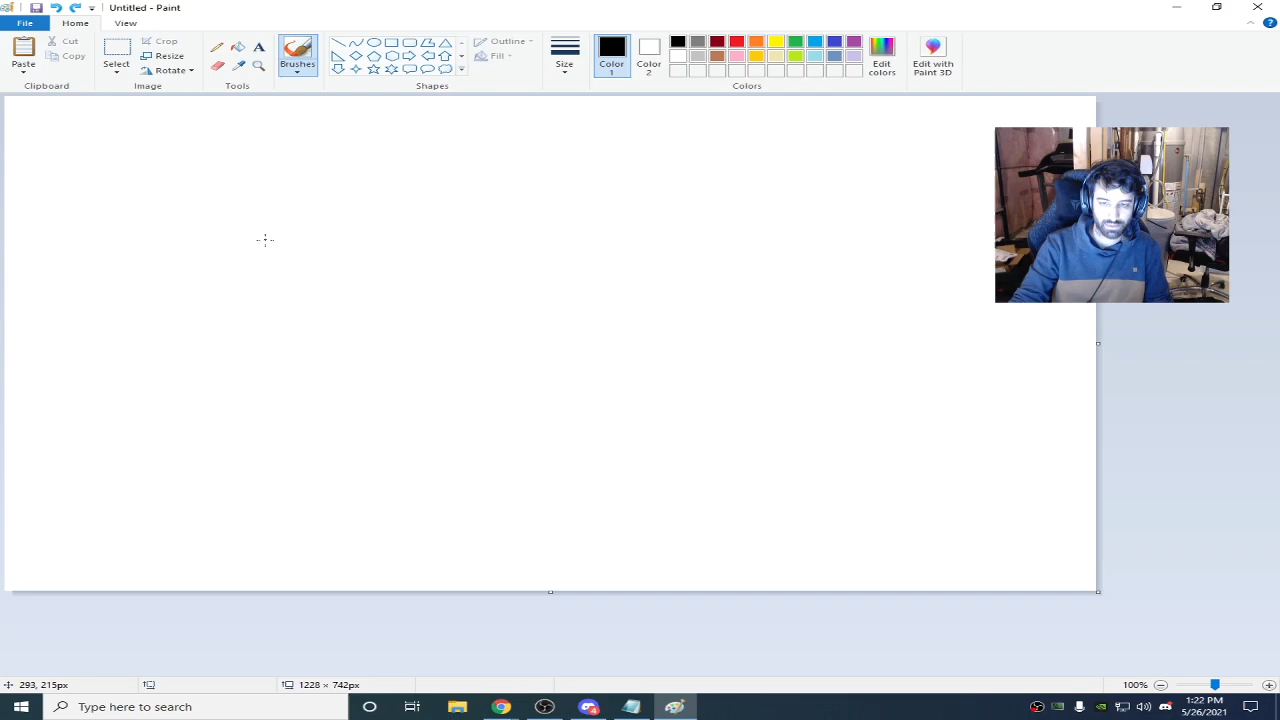 Untitled - Paint
File Home View
Paste
Cut
Copy
Clipboard
Select
Crop
Resize
Rotate
Image
Tools
Brushes
Shapes
Outline
Fill
Size
Color 1
Color 2
Colors
Edit colors
Edit with Paint 3D
293, 215px
1228 × 742px
100%
Type here to search
4
1:22 PM
5/26/2021